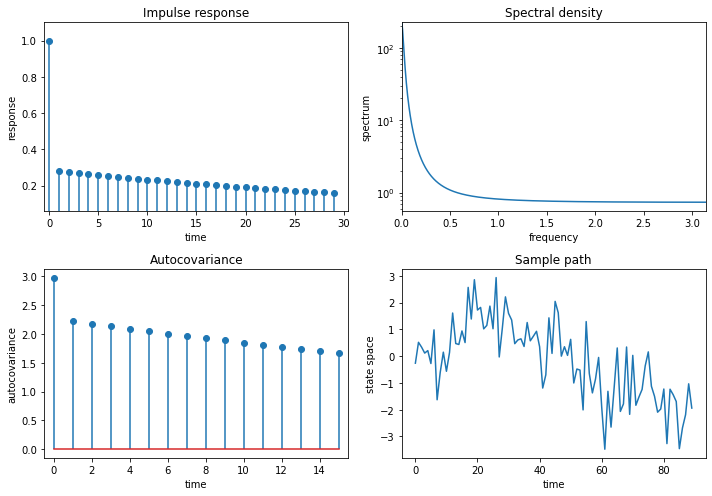 Impulse response
1.0
0.8
0.6
0.4
0.2
response
0 5 10 15 20 25 30
time
Spectral density
10²
10¹
10⁰
spectrum
0.0 0.5 1.0 1.5 2.0 2.5 3.0
frequency
Autocovariance
3.0
2.5
2.0
1.5
1.0
0.5
0.0
autocovariance
0 2 4 6 8 10 12 14
time
Sample path
3
2
1
0
−1
−2
−3
state space
0 20 40 60 80
time